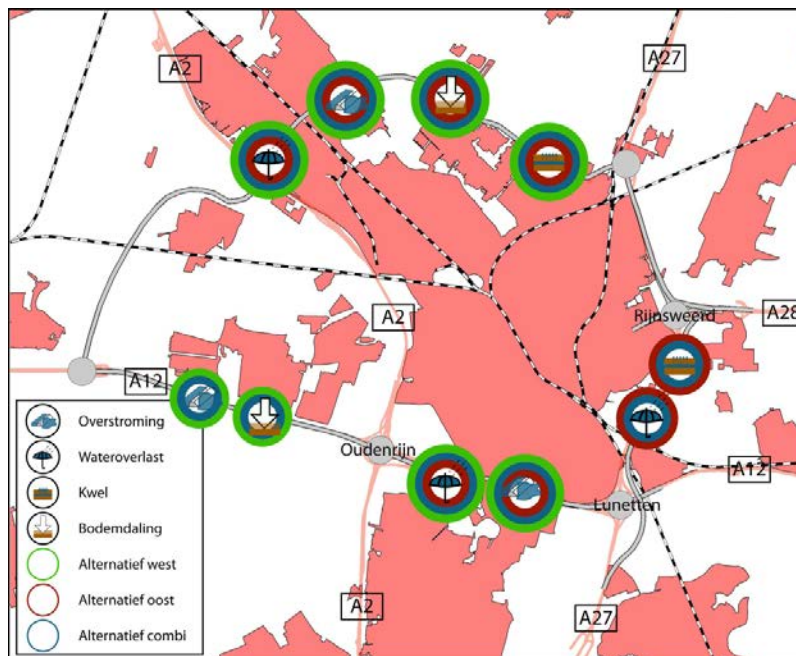 A2
A27
A2
Rijnsweerd
A28
A12
Oudenrijn
A12
Lunetten
A2
A27
Overstroming
Wateroverlast
Kwel
Bodemdaling
Alternatief west
Alternatief oost
Alternatief combi